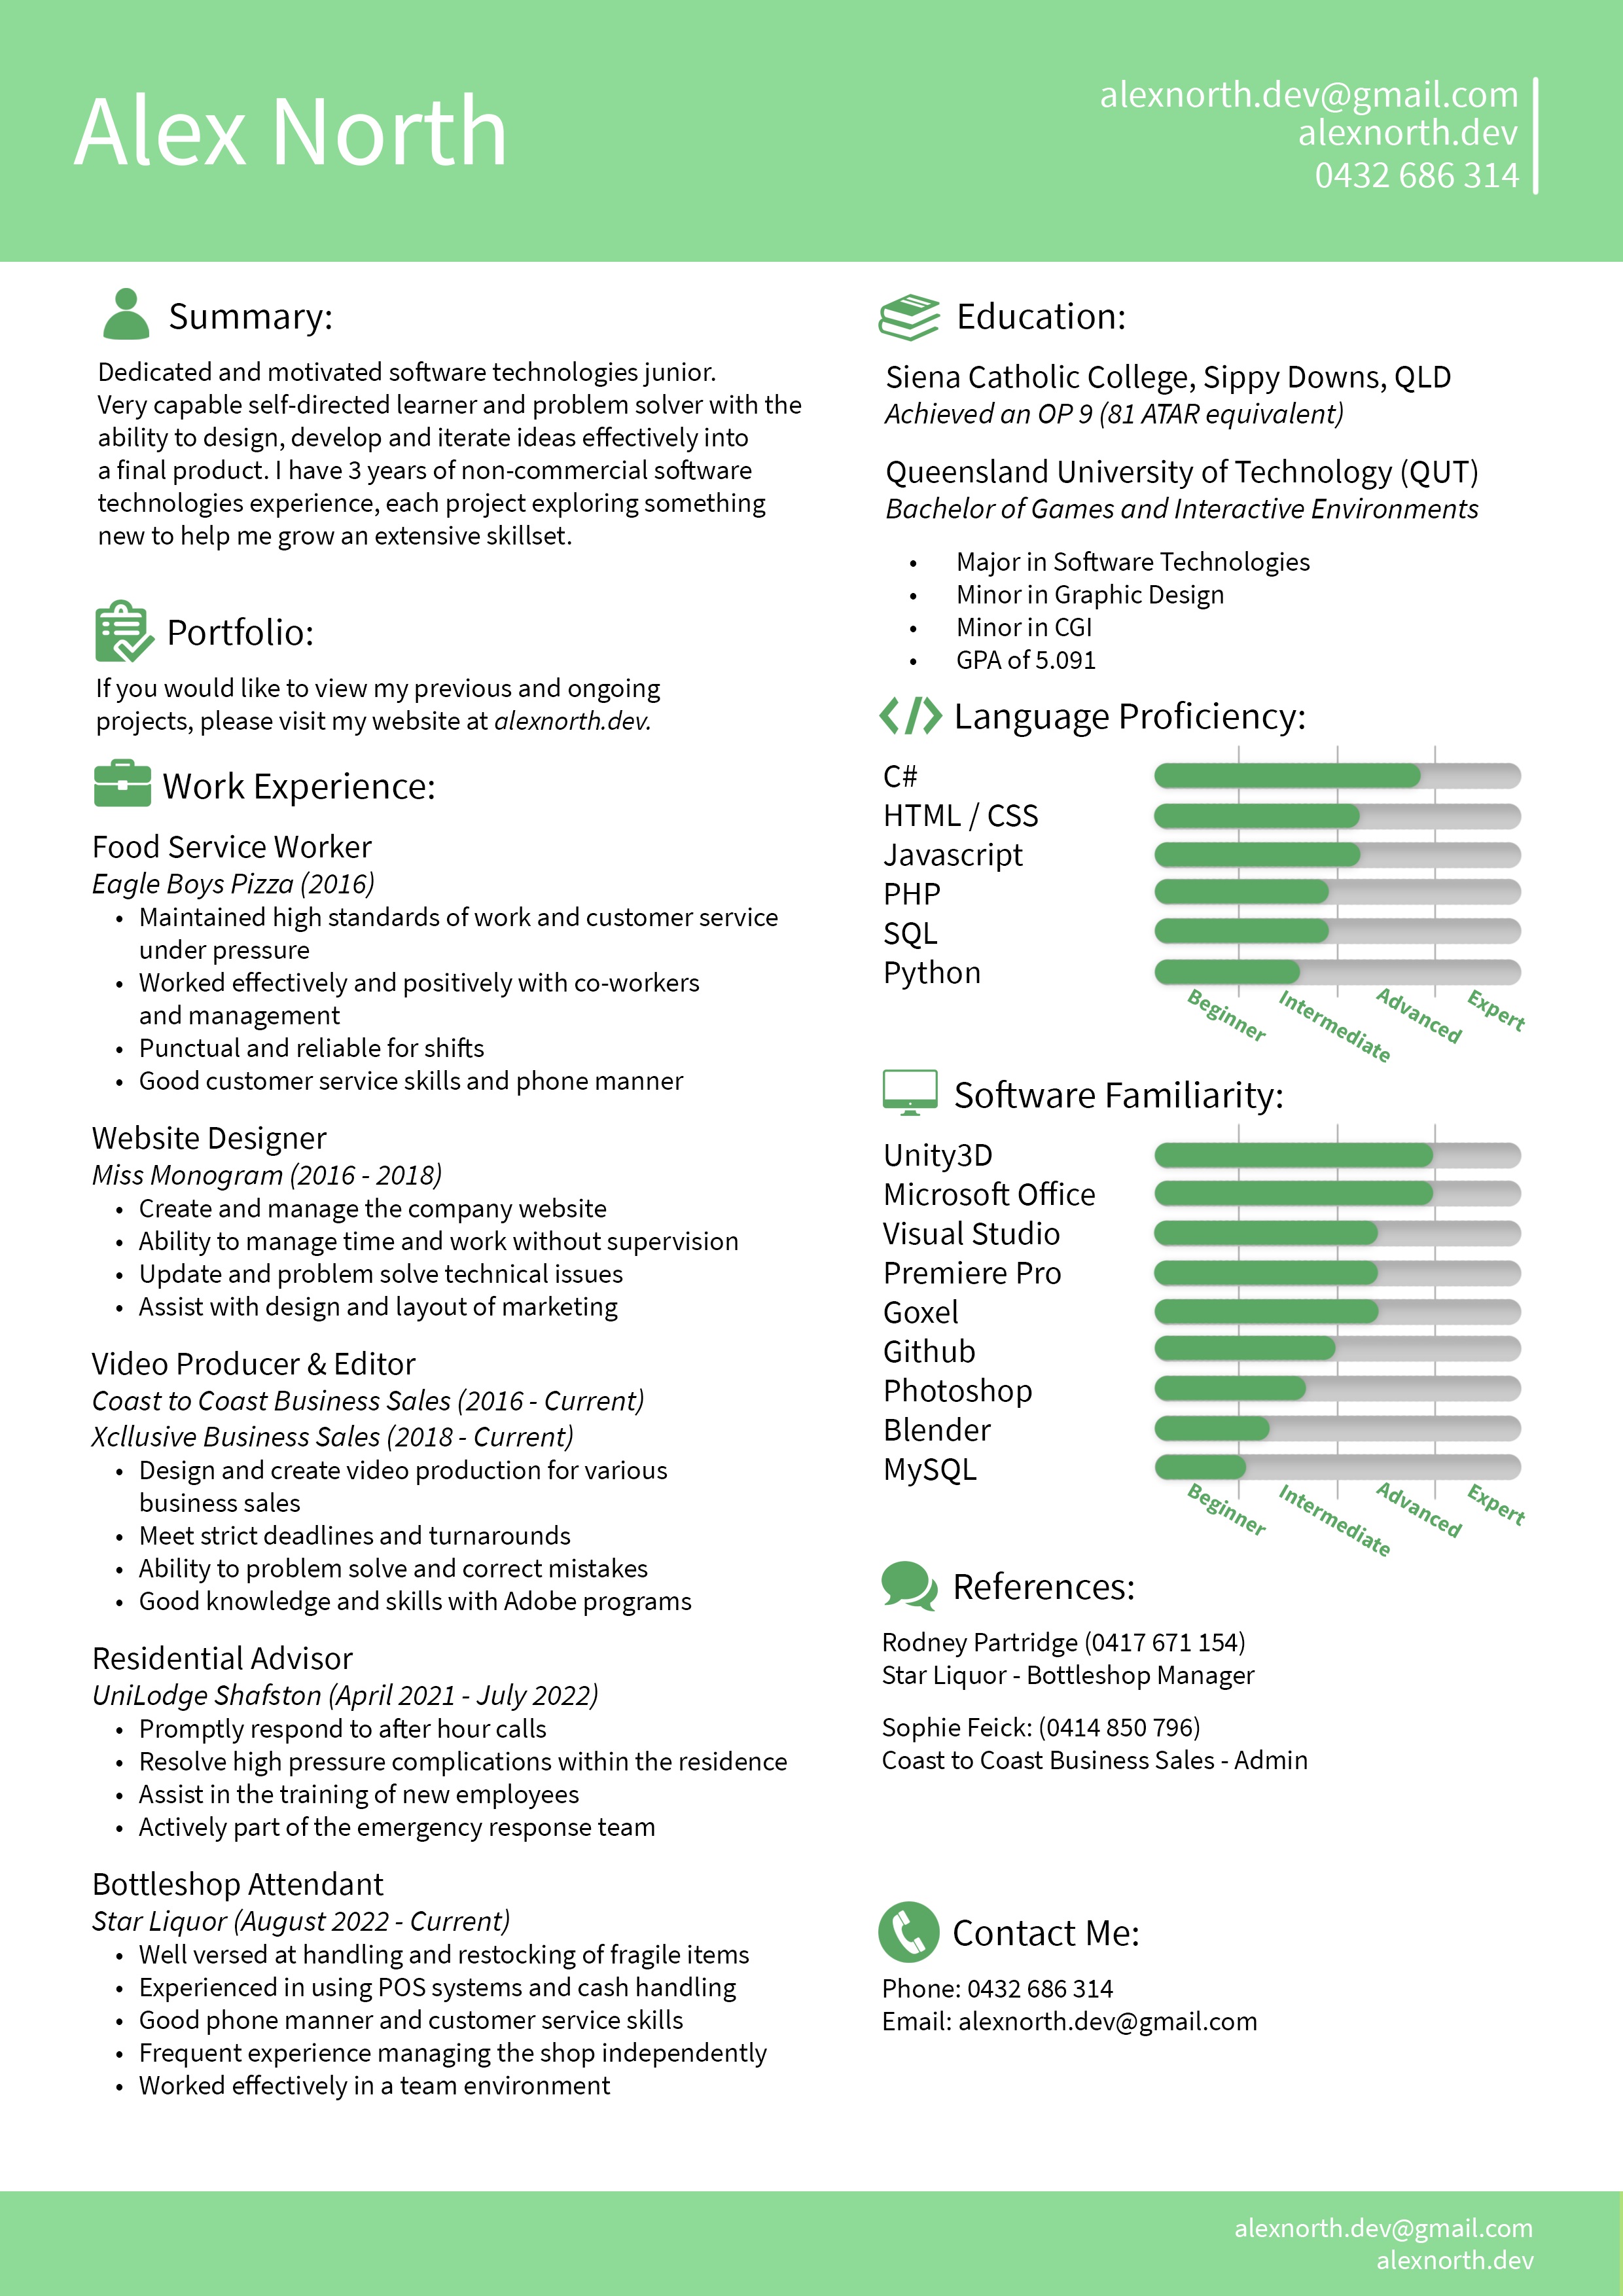 Alex North
alexnorth.dev@gmail.com
alexnorth.dev
0432 686 314
Summary:
Dedicated and motivated software technologies junior.
Very capable self-directed learner and problem solver with the
ability to design, develop and iterate ideas effectively into
a final product. I have 3 years of non-commercial software
technologies experience, each project exploring something
new to help me grow an extensive skillset.
Portfolio:
If you would like to view my previous and ongoing
projects, please visit my website at alexnorth.dev.
Work Experience:
Food Service Worker
Eagle Boys Pizza (2016)
• Maintained high standards of work and customer service
under pressure
• Worked effectively and positively with co-workers
and management
• Punctual and reliable for shifts
• Good customer service skills and phone manner
Website Designer
Miss Monogram (2016 - 2018)
• Create and manage the company website
• Ability to manage time and work without supervision
• Update and problem solve technical issues
• Assist with design and layout of marketing
Video Producer & Editor
Coast to Coast Business Sales (2016 - Current)
Xcllusive Business Sales (2018 - Current)
• Design and create video production for various
business sales
• Meet strict deadlines and turnarounds
• Ability to problem solve and correct mistakes
• Good knowledge and skills with Adobe programs
Residential Advisor
UniLodge Shafston (April 2021 - July 2022)
• Promptly respond to after hour calls
• Resolve high pressure complications within the residence
• Assist in the training of new employees
• Actively part of the emergency response team
Bottleshop Attendant
Star Liquor (August 2022 - Current)
• Well versed at handling and restocking of fragile items
• Experienced in using POS systems and cash handling
• Good phone manner and customer service skills
• Frequent experience managing the shop independently
• Worked effectively in a team environment
Education:
Siena Catholic College, Sippy Downs, QLD
Achieved an OP 9 (81 ATAR equivalent)
Queensland University of Technology (QUT)
Bachelor of Games and Interactive Environments
• Major in Software Technologies
• Minor in Graphic Design
• Minor in CGI
• GPA of 5.091
</> Language Proficiency:
C#
HTML / CSS
Javascript
PHP
SQL
Python
Beginner Intermediate Advanced Expert
Software Familiarity:
Unity3D
Microsoft Office
Visual Studio
Premiere Pro
Goxel
Github
Photoshop
Blender
MySQL
Beginner Intermediate Advanced Expert
References:
Rodney Partridge (0417 671 154)
Star Liquor - Bottleshop Manager
Sophie Feick: (0414 850 796)
Coast to Coast Business Sales - Admin
Contact Me:
Phone: 0432 686 314
Email: alexnorth.dev@gmail.com
alexnorth.dev@gmail.com
alexnorth.dev